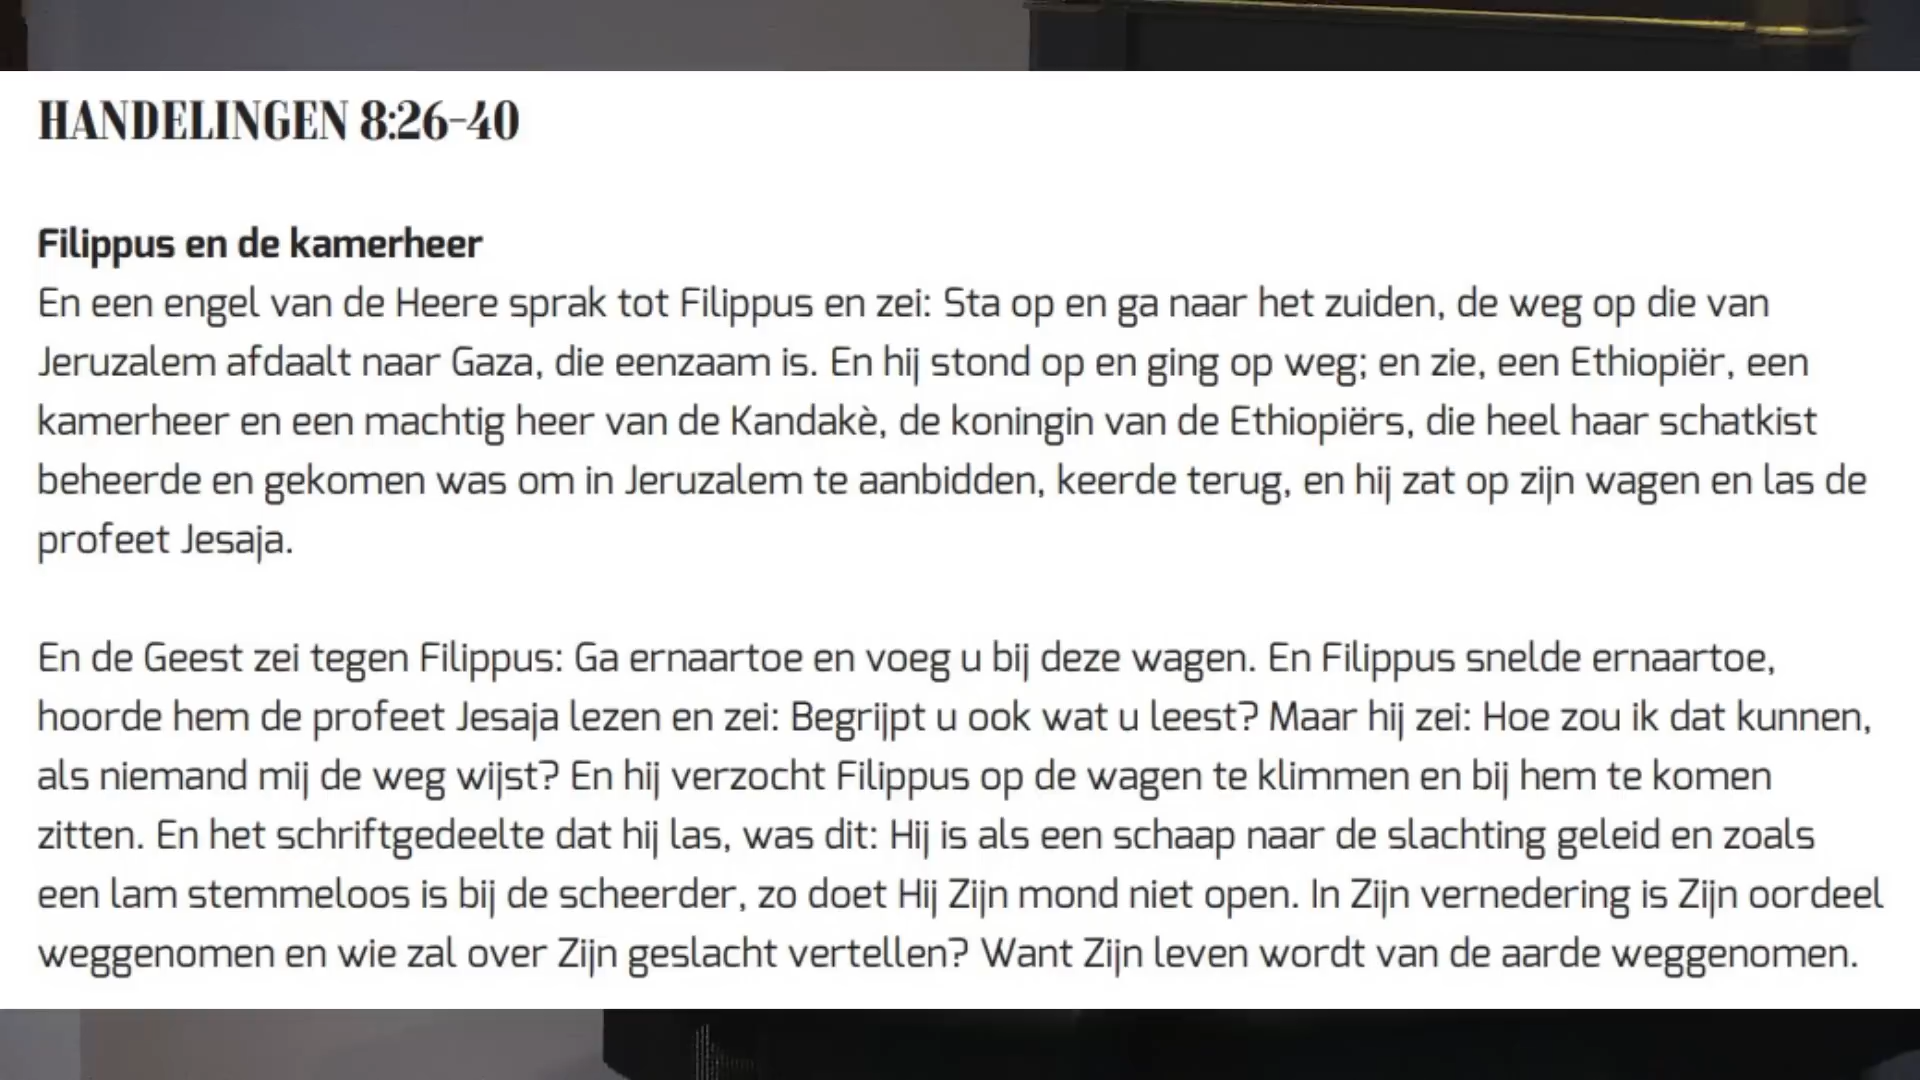 HANDELINGEN 8:26-40
Filippus en de kamerheer
En een engel van de Heere sprak tot Filippus en zei: Sta op en ga naar het zuiden, de weg op die van
Jeruzalem afdaalt naar Gaza, die eenzaam is. En hij stond op en ging op weg; en zie, een Ethiopiër, een
kamerheer en een machtig heer van de Kandakè, de koningin van de Ethiopiërs, die heel haar schatkist
beheerde en gekomen was om in Jeruzalem te aanbidden, keerde terug, en hij zat op zijn wagen en las de
profeet Jesaja.
En de Geest zei tegen Filippus: Ga ernaartoe en voeg u bij deze wagen. En Filippus snelde ernaartoe,
hoorde hem de profeet Jesaja lezen en zei: Begrijpt u ook wat u leest? Maar hij zei: Hoe zou ik dat kunnen,
als niemand mij de weg wijst? En hij verzocht Filippus op de wagen te klimmen en bij hem te komen
zitten. En het schriftgedeelte dat hij las, was dit: Hij is als een schaap naar de slachting geleid en zoals
een lam stemmeloos is bij de scheerder, zo doet Hij Zijn mond niet open. In Zijn vernedering is Zijn oordeel
weggenomen en wie zal over Zijn geslacht vertellen? Want Zijn leven wordt van de aarde weggenomen.